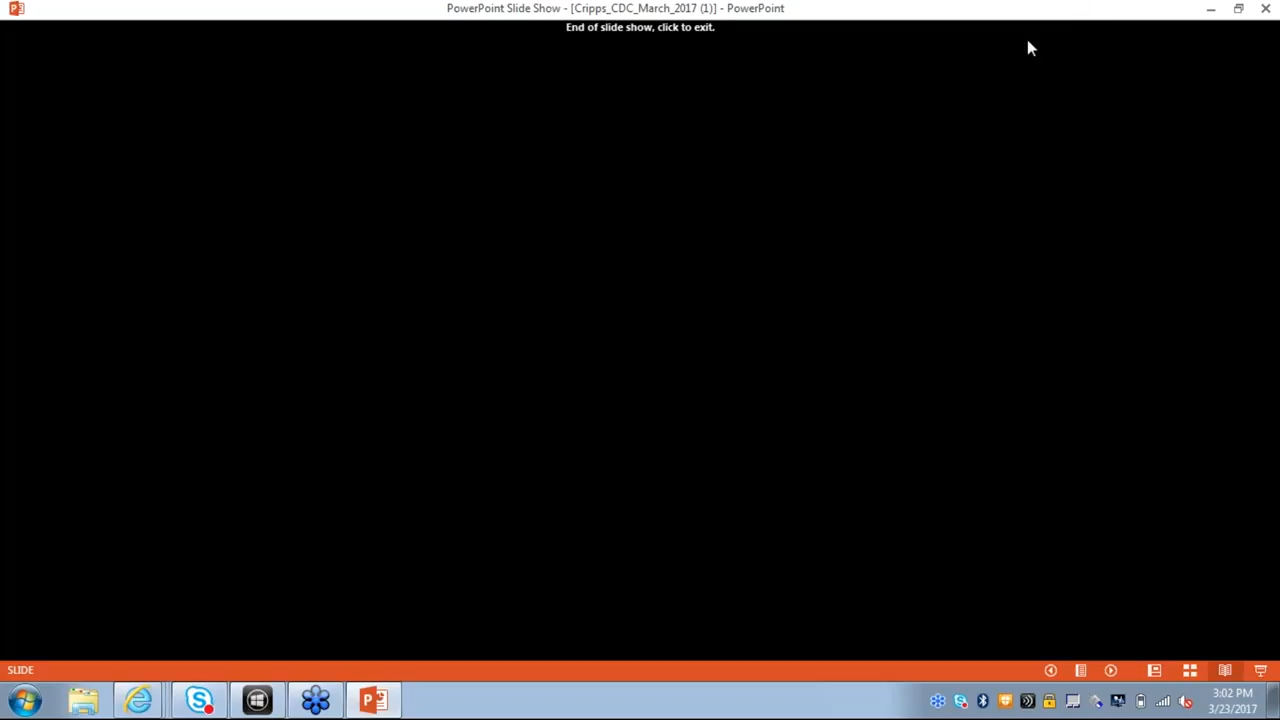 PowerPoint Slide Show - [Cripps_CDC_March_2017 (1)] - PowerPoint
End of slide show, click to exit.
SLIDE
3:02 PM
3/23/2017